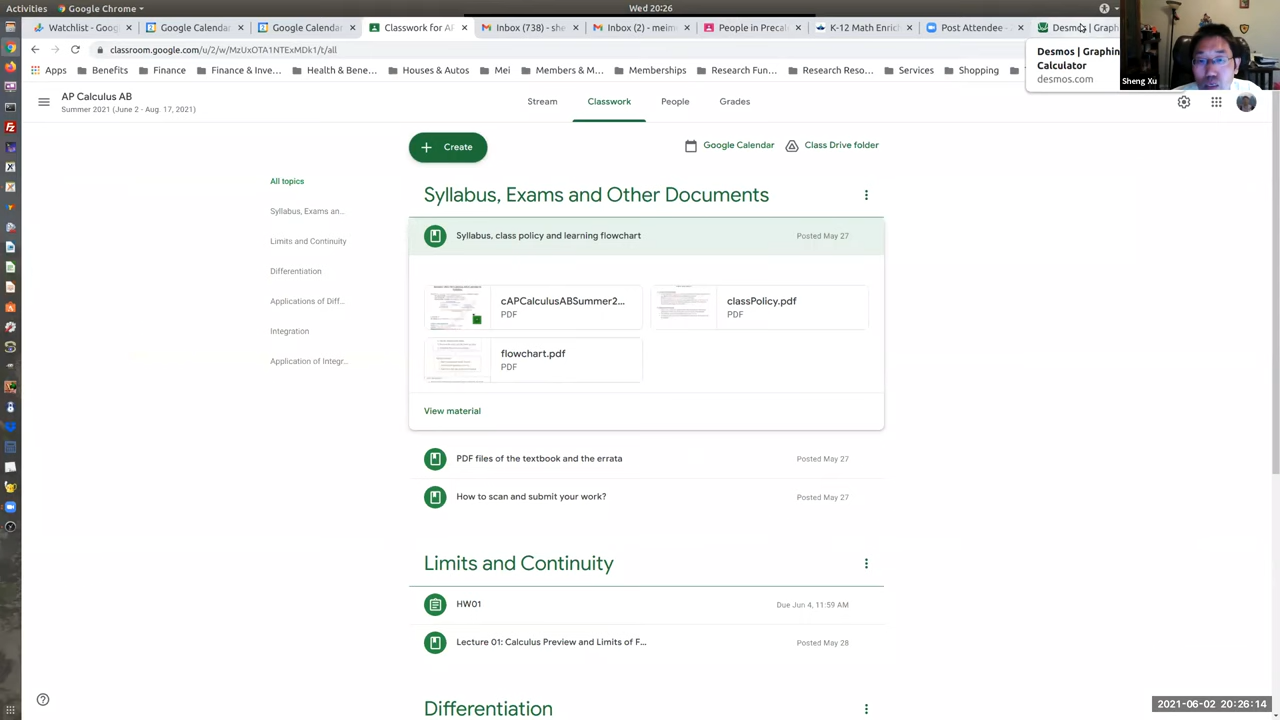 Activities
Google Chrome
Wed 20:26
Watchlist - Goog
Google Calendar
Google Calendar
Classwork for AP
Inbox (738) - she
Inbox (2) - meim
People in Precalc
K-12 Math Enrich
Post Attendee -
Desmos | Graph
classroom.google.com/u/2/w/MzUxOTA1NTExMDk1/t/all
Apps
Benefits
Finance
Finance & Inve...
Health & Bene...
Houses & Autos
Mei
Members & M...
Memberships
Research Fun...
Research Reso...
Services
Shopping
Desmos | Graphin
Calculator
desmos.com
Sheng Xu
AP Calculus AB
Summer 2021 (June 2 - Aug. 17, 2021)
Stream
Classwork
People
Grades
Create
Google Calendar
Class Drive folder
All topics
Syllabus, Exams an...
Limits and Continuity
Differentiation
Applications of Diff...
Integration
Application of Integr...
Syllabus, Exams and Other Documents
Syllabus, class policy and learning flowchart
Posted May 27
cAPCalculusABSummer2...
PDF
classPolicy.pdf
PDF
flowchart.pdf
PDF
View material
PDF files of the textbook and the errata
Posted May 27
How to scan and submit your work?
Posted May 27
Limits and Continuity
HW01
Due Jun 4, 11:59 AM
Lecture 01: Calculus Preview and Limits of F...
Posted May 28
Differentiation
2021-06-02 20:26:14